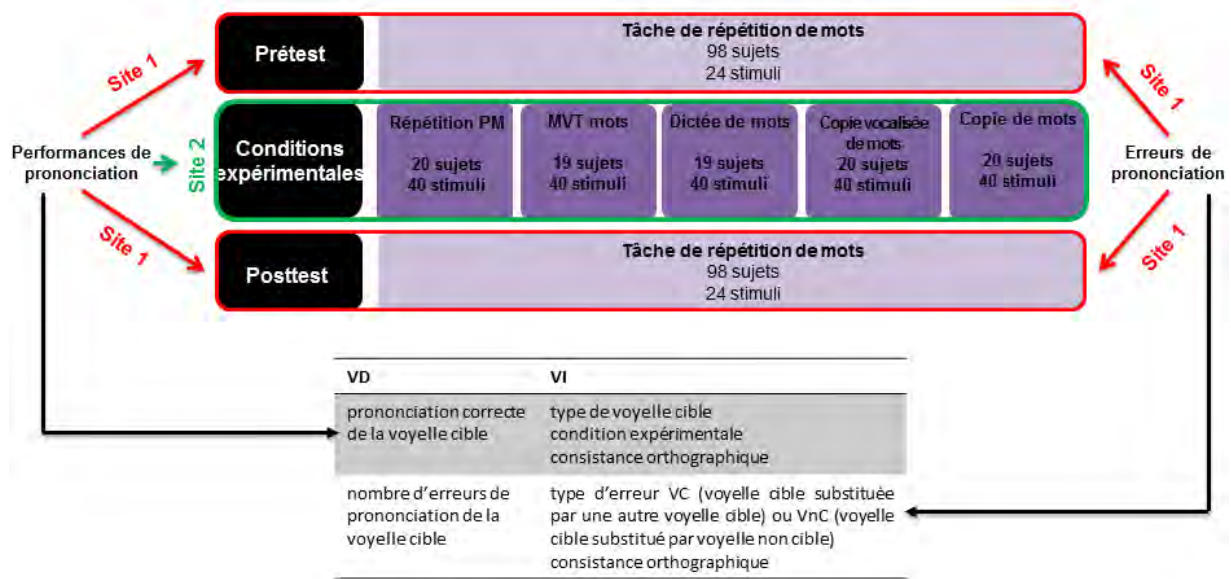 Prétest
Tâche de répétition de mots
98 sujets
24 stimuli
Site 1
Site 1
Performances de
prononciation
Site 2
Conditions
expérimentales
Répétition PM
20 sujets
40 stimuli
MVT mots
19 sujets
40 stimuli
Dictée de mots
19 sujets
40 stimuli
Copie vocalisée
de mots
20 sujets
40 stimuli
Copie de mots
20 sujets
40 stimuli
Erreurs de
prononciation
Site 1
Site 1
Posttest
Tâche de répétition de mots
98 sujets
24 stimuli
VD VI
prononciation correcte
de la voyelle cible
type de voyelle cible
condition expérimentale
consistance orthographique
nombre d'erreurs de
prononciation de la
voyelle cible
type d'erreur VC (voyelle cible substituée
par une autre voyelle cible) ou VnC (voyelle
cible substitué par voyelle non cible)
consistance orthographique